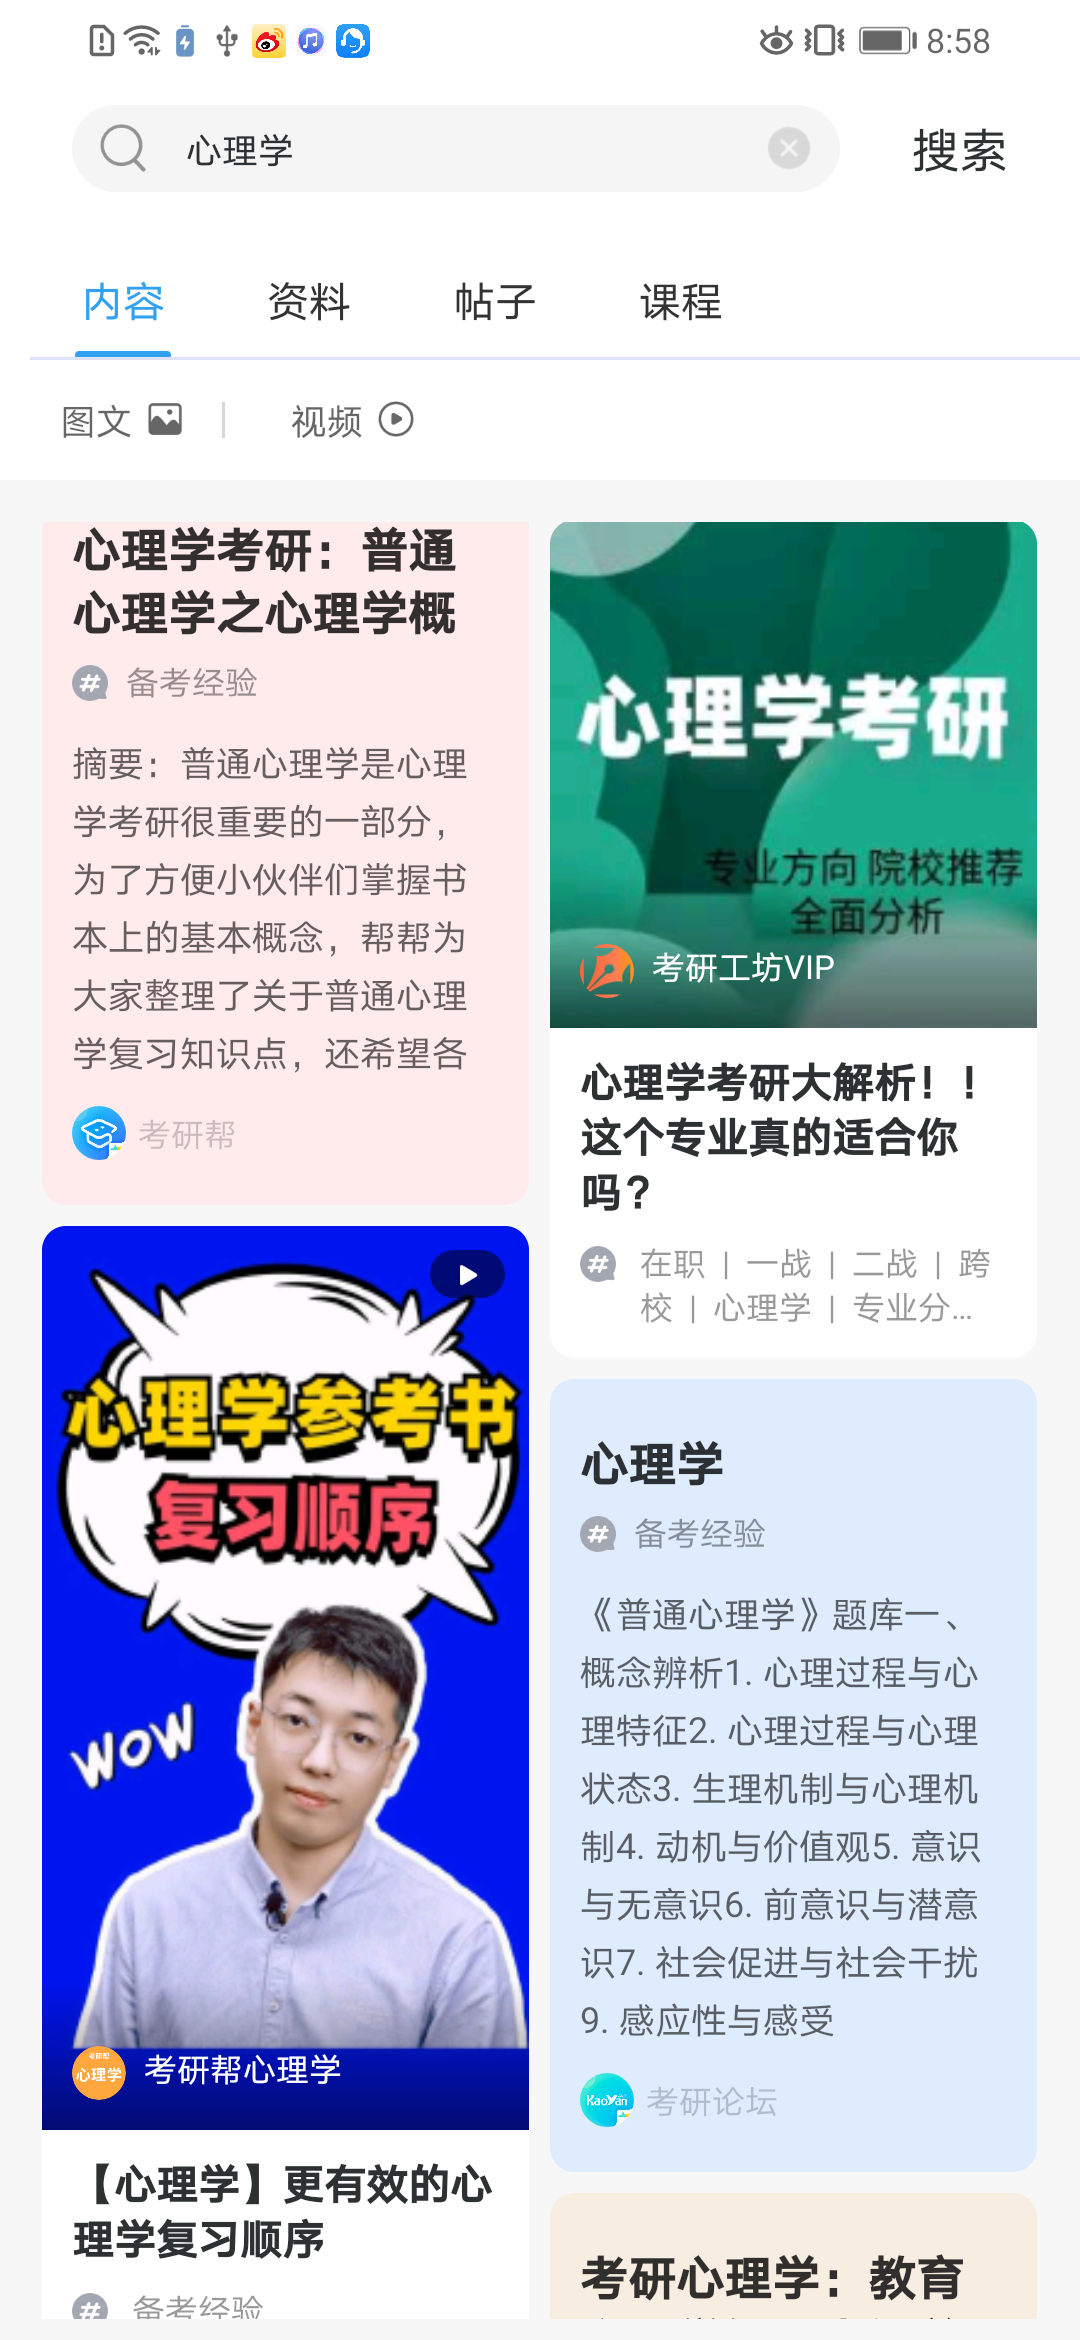 8:58
心理学
搜索
内容
资料
帖子
课程
图文
视频
心理学考研：普通
心理学之心理学概
# 备考经验
摘要：普通心理学是心理
学考研很重要的一部分，
为了方便小伙伴们掌握书
本上的基本概念，帮帮为
大家整理了关于普通心理
学复习知识点，还希望各
考研帮
心理学参考书
复习顺序
WOW
考研帮
心理学
考研帮心理学
【心理学】更有效的心
理学复习顺序
# 备考经验
心理学考研
专业方向 院校推荐
全面分析
考研工坊VIP
心理学考研大解析！！
这个专业真的适合你
吗？
# 在职 | 一战 | 二战 | 跨
校 | 心理学 | 专业分...
心理学
# 备考经验
《普通心理学》题库一、
概念辨析1. 心理过程与心
理特征2. 心理过程与心理
状态3. 生理机制与心理机
制4. 动机与价值观5. 意识
与无意识6. 前意识与潜意
识7. 社会促进与社会干扰
9. 感应性与感受
KaoYan
考研论坛
考研心理学：教育